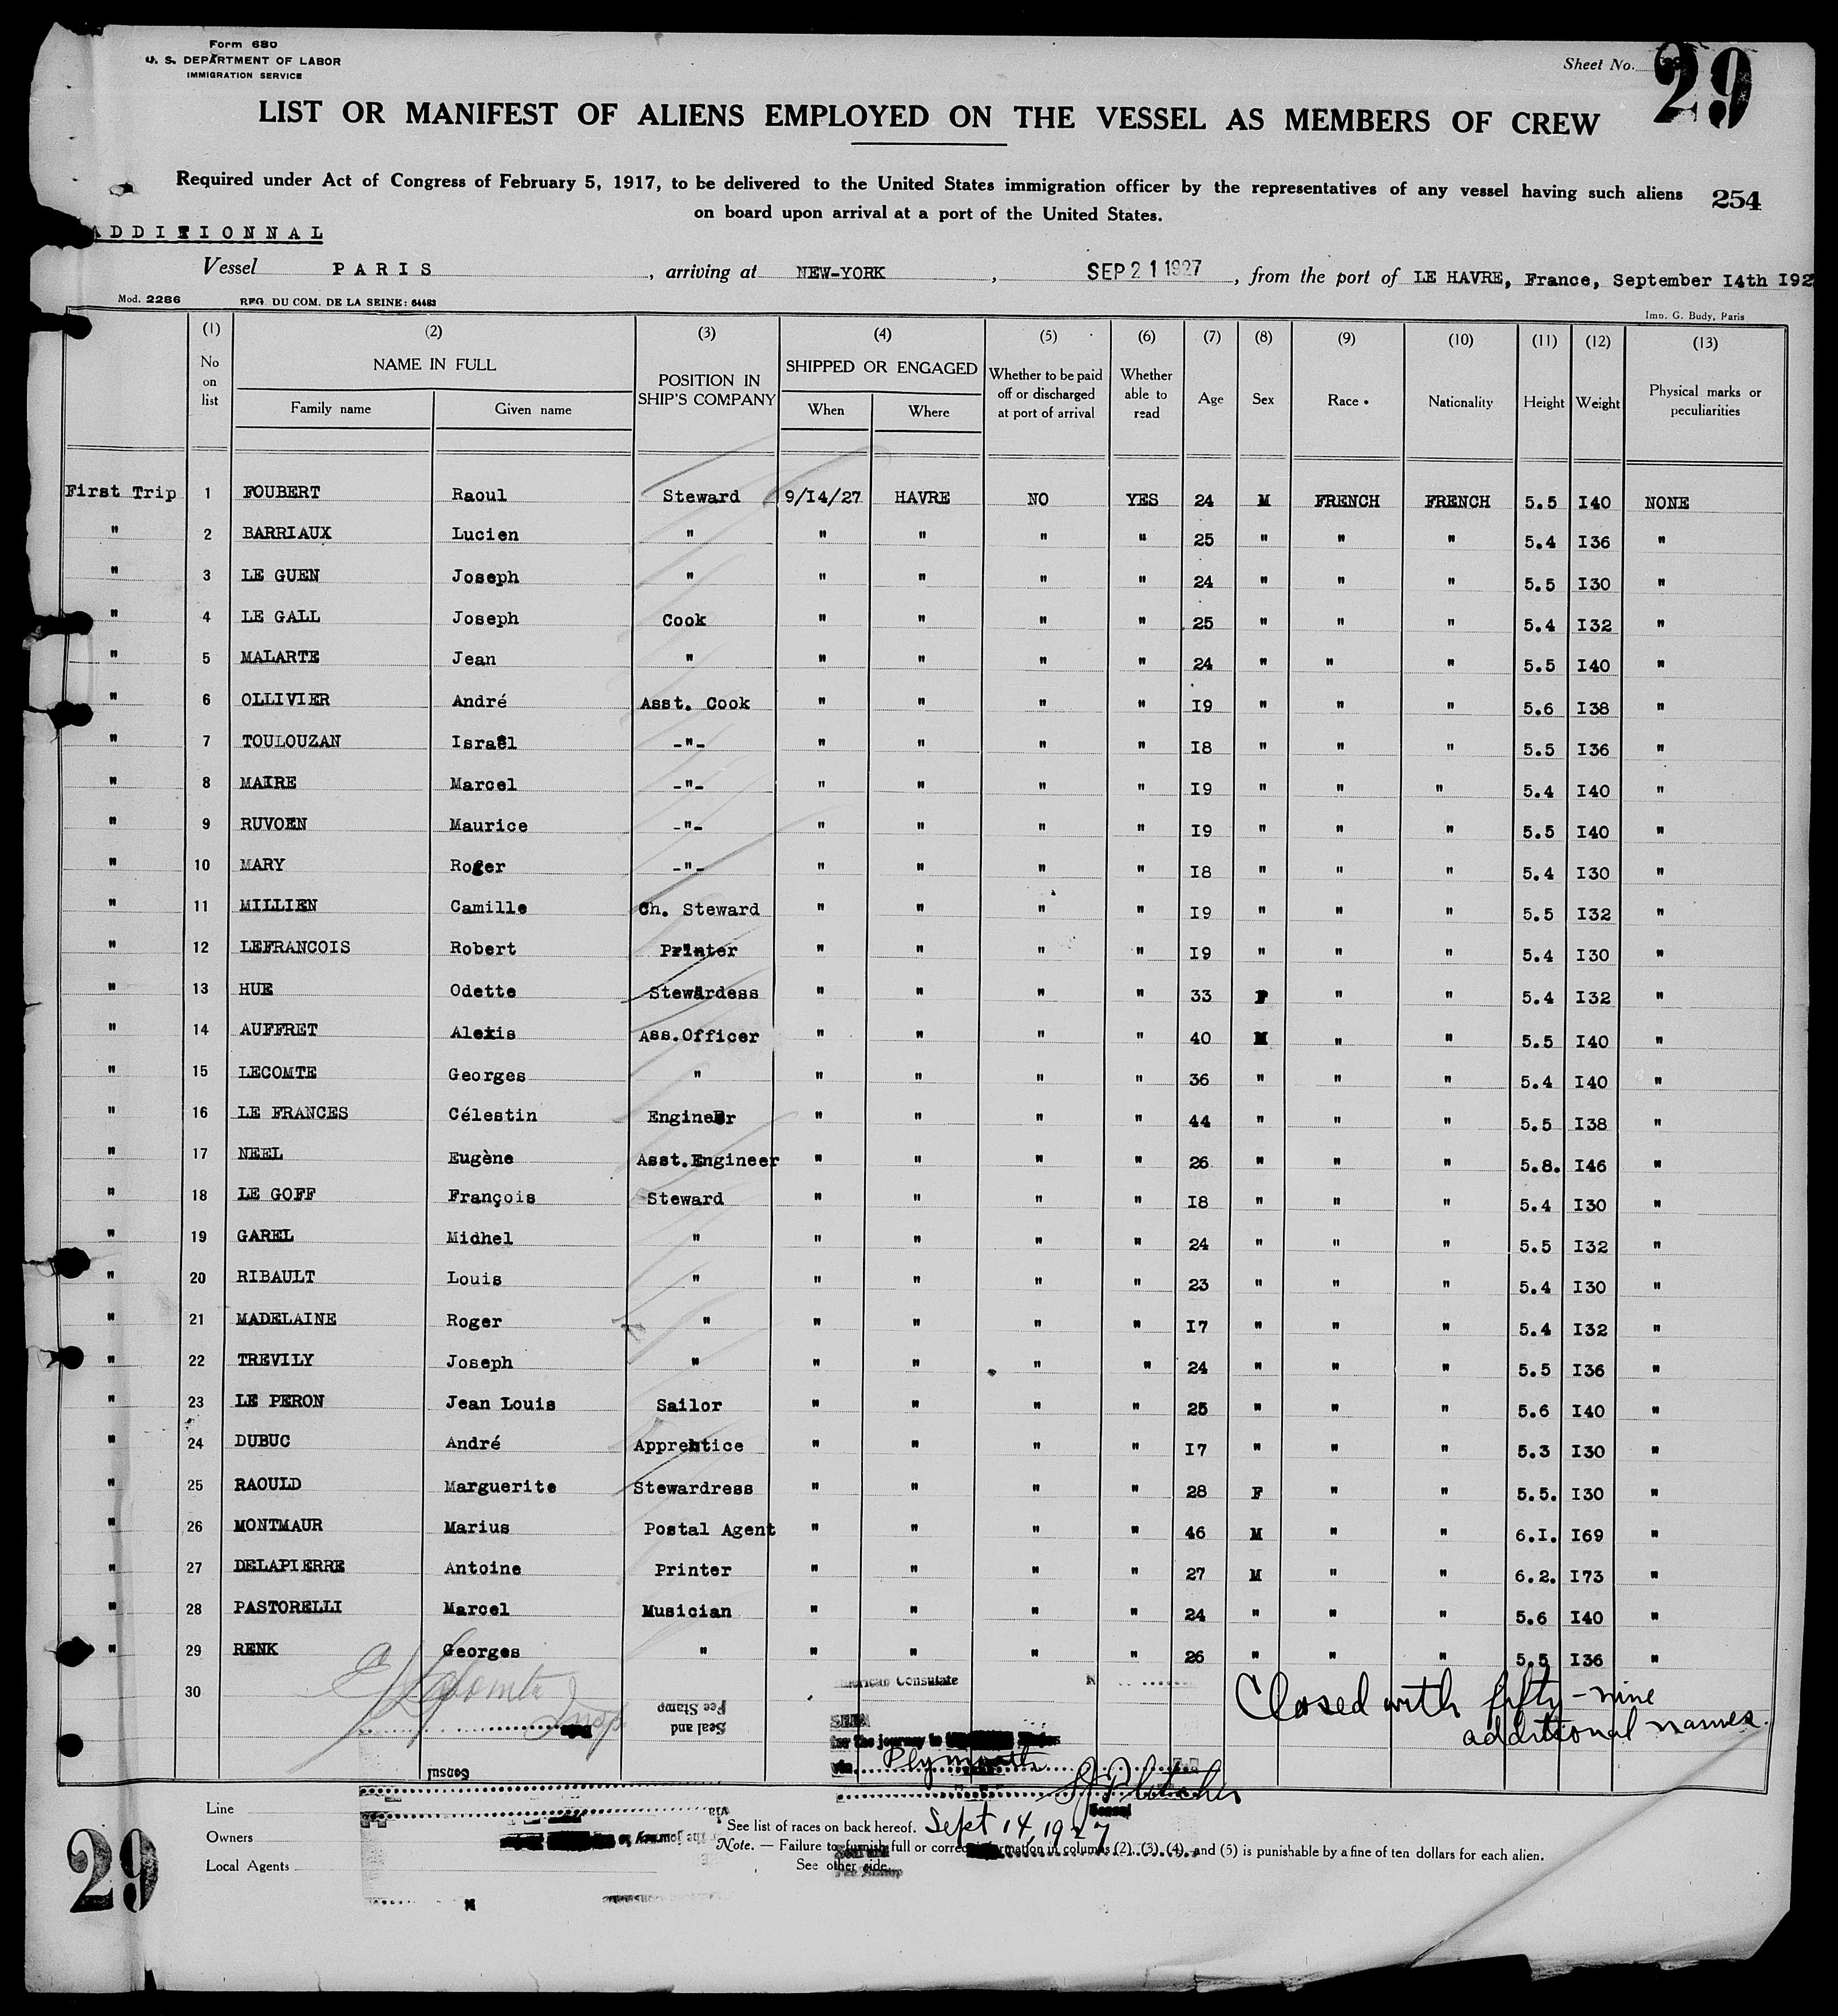 Form 680
U. S. DEPARTMENT OF LABOR
IMMIGRATION SERVICE
Sheet No.
29
LIST OR MANIFEST OF ALIENS EMPLOYED ON THE VESSEL AS MEMBERS OF CREW
Required under Act of Congress of February 5, 1917, to be delivered to the United States immigration officer by the representatives of any vessel having such aliens
on board upon arrival at a port of the United States.
254
ADDITIONNAL
Vessel PARIS, arriving at NEW-YORK, SEP 21 1927, from the port of LE HAVRE, France, September I4th I92
Mod. 2286 REG. DU COM. DE LA SEINE: 64483
Imp. G. Budy, Paris
(1) (2) (3) (4) (5) (6) (7) (8) (9) (10) (11) (12) (13)
No on list NAME IN FULL Family name Given name POSITION IN SHIP'S COMPANY SHIPPED OR ENGAGED When Where Whether to be paid off or discharged at port of arrival Whether able to read Age Sex Race Nationality Height Weight Physical marks or peculiarities
First Trip 1 FOUBERT Raoul Steward 9/I4/27 HAVRE NO YES 24 M FRENCH FRENCH 5.5 I40 NONE
" 2 BARRIAUX Lucien " " " " " 25 " " " 5.4 I36 "
" 3 LE GUEN Joseph " " " " " 24 " " " 5.5 I30 "
" 4 LE GALL Joseph Cook " " " " 25 " " " 5.4 I32 "
" 5 MALARTE Jean " " " " " 24 " " " 5.5 I40 "
" 6 OLLIVIER André Asst. Cook " " " " I9 " " " 5.6 I38 "
" 7 TOULOUZAN Israël -"- " " " " I8 " " " 5.5 I36 "
" 8 MAIRE Marcel -"- " " " " I9 " " " 5.4 I40 "
" 9 RUVOEN Maurice -"- " " " " I9 " " " 5.5 I40 "
" 10 MARY Roger -"- " " " " I8 " " " 5.4 I30 "
" 11 MILLIEN Camille Ch. Steward " " " " I9 " " " 5.5 I32 "
" 12 LEFRANCOIS Robert Printer " " " " I9 " " " 5.4 I30 "
" 13 HUE Odette Stewardess " " " " 33 F " " 5.4 I32 "
" 14 AUFFRET Alexis Ass.Officer " " " " 40 M " " 5.5 I40 "
" 15 LECOMTE Georges " " " " " 36 " " " 5.4 I40 "
" 16 LE FRANCES Célestin Engineer " " " " 44 " " " 5.5 I38 "
" 17 NEEL Eugène Asst.Engineer " " " " 26 " " " 5.8. I46 "
" 18 LE GOFF François Steward " " " " I8 " " " 5.4 I30 "
" 19 GAREL Midhel " " " " " 24 " " " 5.5 I32 "
" 20 RIBAULT Louis " " " " " 23 " " " 5.4 I30 "
" 21 MADELAINE Roger " " " " " I7 " " " 5.4 I32 "
" 22 TREVILY Joseph " " " " " 24 " " " 5.5 I36 "
" 23 LE PERON Jean Louis Sailor " " " " 25 " " " 5.6 I40 "
" 24 DUBUC André Apprentice " " " " I7 " " " 5.3 I30 "
" 25 RAOULD Marguerite Stewardress " " " " 28 F " " 5.5. I30 "
" 26 MONTMAUR Marius Postal Agent " " " " 46 M " " 6.I. I69 "
" 27 DELAPIERRE Antoine Printer " " " " 27 M " " 6.2. I73 "
" 28 PASTORELLI Marcel Musician " " " " 24 " " " 5.6 I40 "
" 29 RENK Georges " " " " " 26 " " " 5.5 I36 "
30
Closed with fifty-nine
additional names.
American Consulate
Seal and
Fee Stamp
for the journey to
via Plymouth
Consul
Line
Owners
Local Agents
See list of races on back hereof. Sept 14, 1927
Note. — Failure to furnish full or correct information in columns (2), (3), (4), and (5) is punishable by a fine of ten dollars for each alien.
See other side.
29